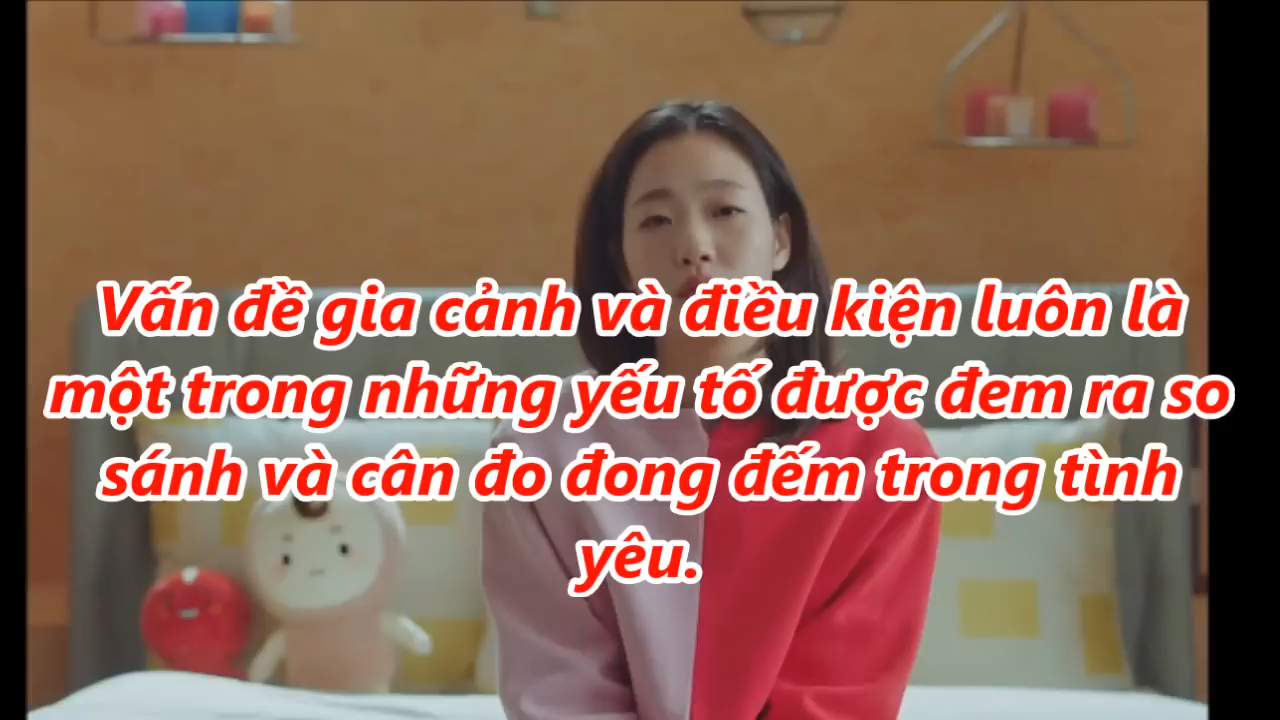 Vấn đề gia cảnh và điều kiện luôn là
một trong những yếu tố được đem ra so
sánh và cân đo đong đếm trong tình
yêu.